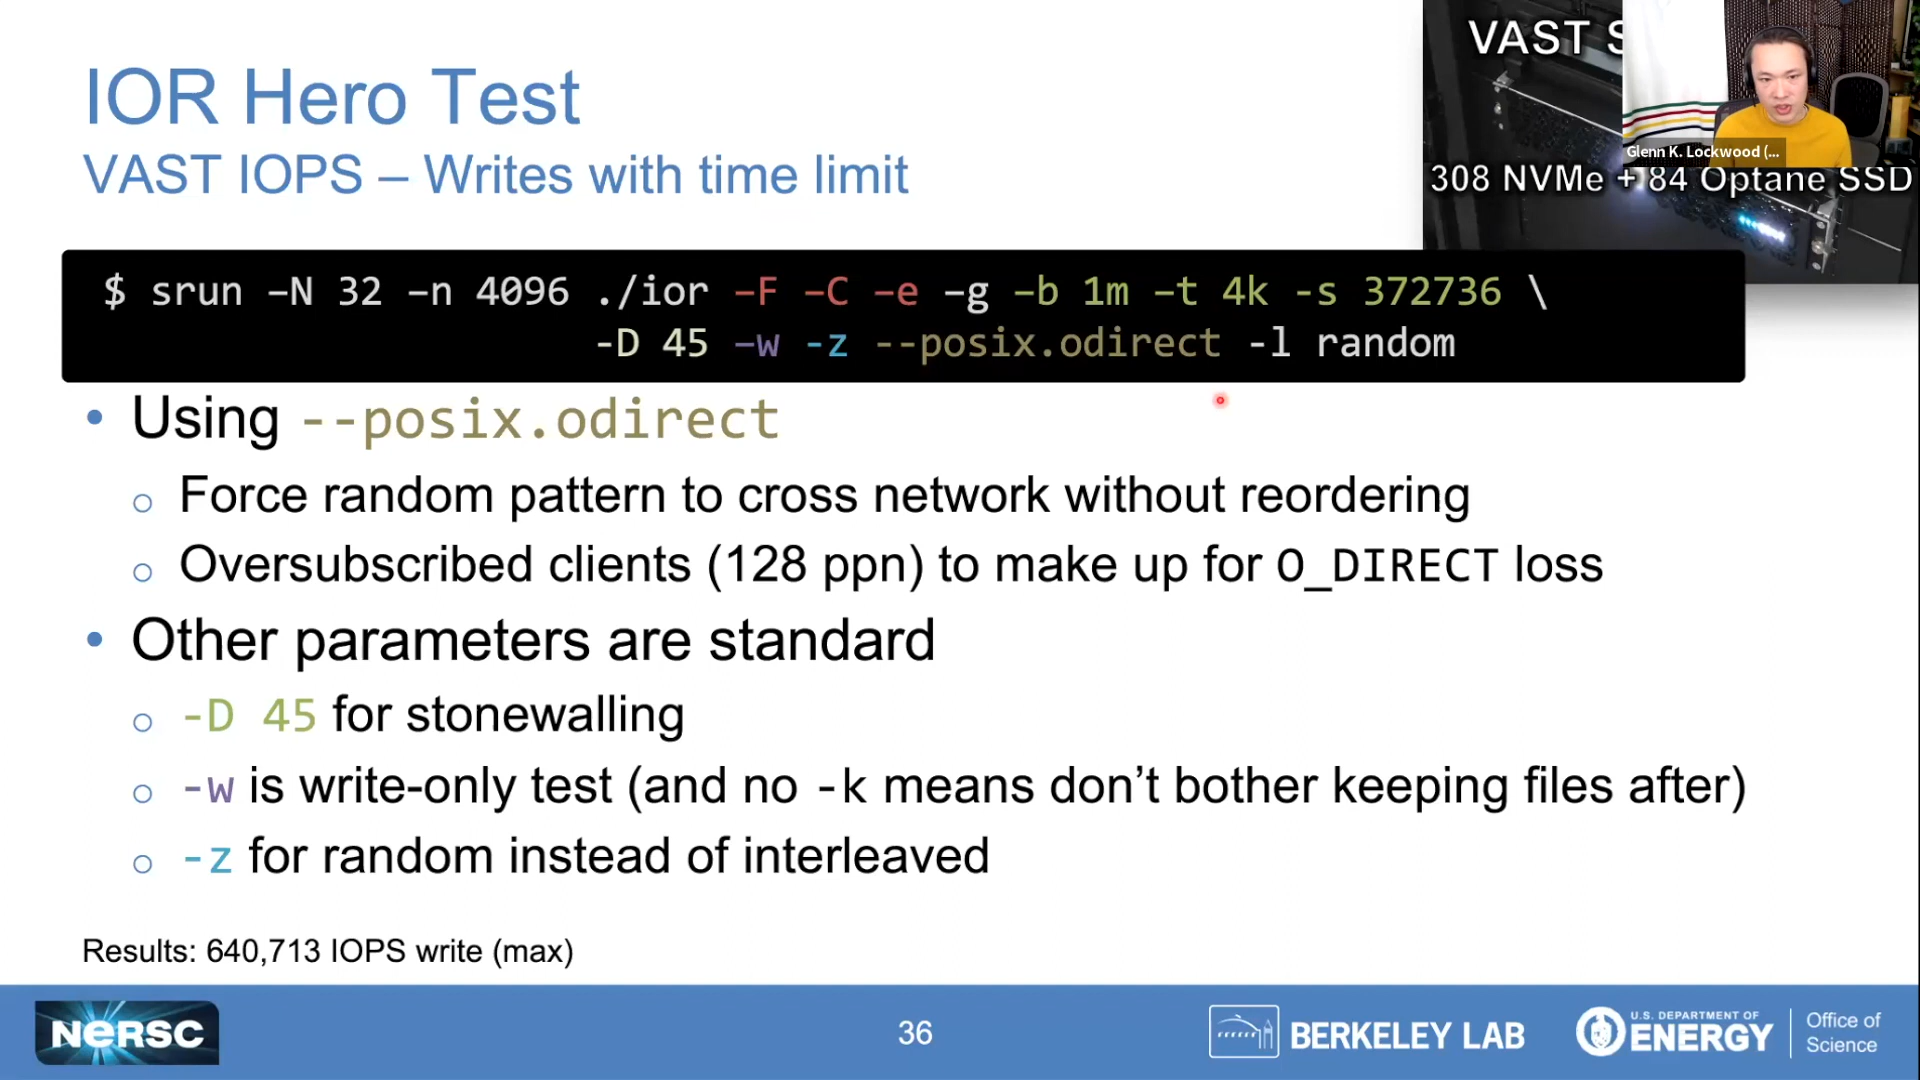 IOR Hero Test
VAST IOPS – Writes with time limit
VAST S
Glenn K. Lockwood (...
308 NVMe + 84 Optane SSD
$ srun –N 32 –n 4096 ./ior –F –C –e –g –b 1m –t 4k -s 372736 \
-D 45 –w -z --posix.odirect -l random
• Using --posix.odirect
o Force random pattern to cross network without reordering
o Oversubscribed clients (128 ppn) to make up for O_DIRECT loss
• Other parameters are standard
o -D 45 for stonewalling
o -w is write-only test (and no -k means don’t bother keeping files after)
o -z for random instead of interleaved
Results: 640,713 IOPS write (max)
NERSC
36
BERKELEY LAB
U.S. DEPARTMENT OF
ENERGY
Office of
Science